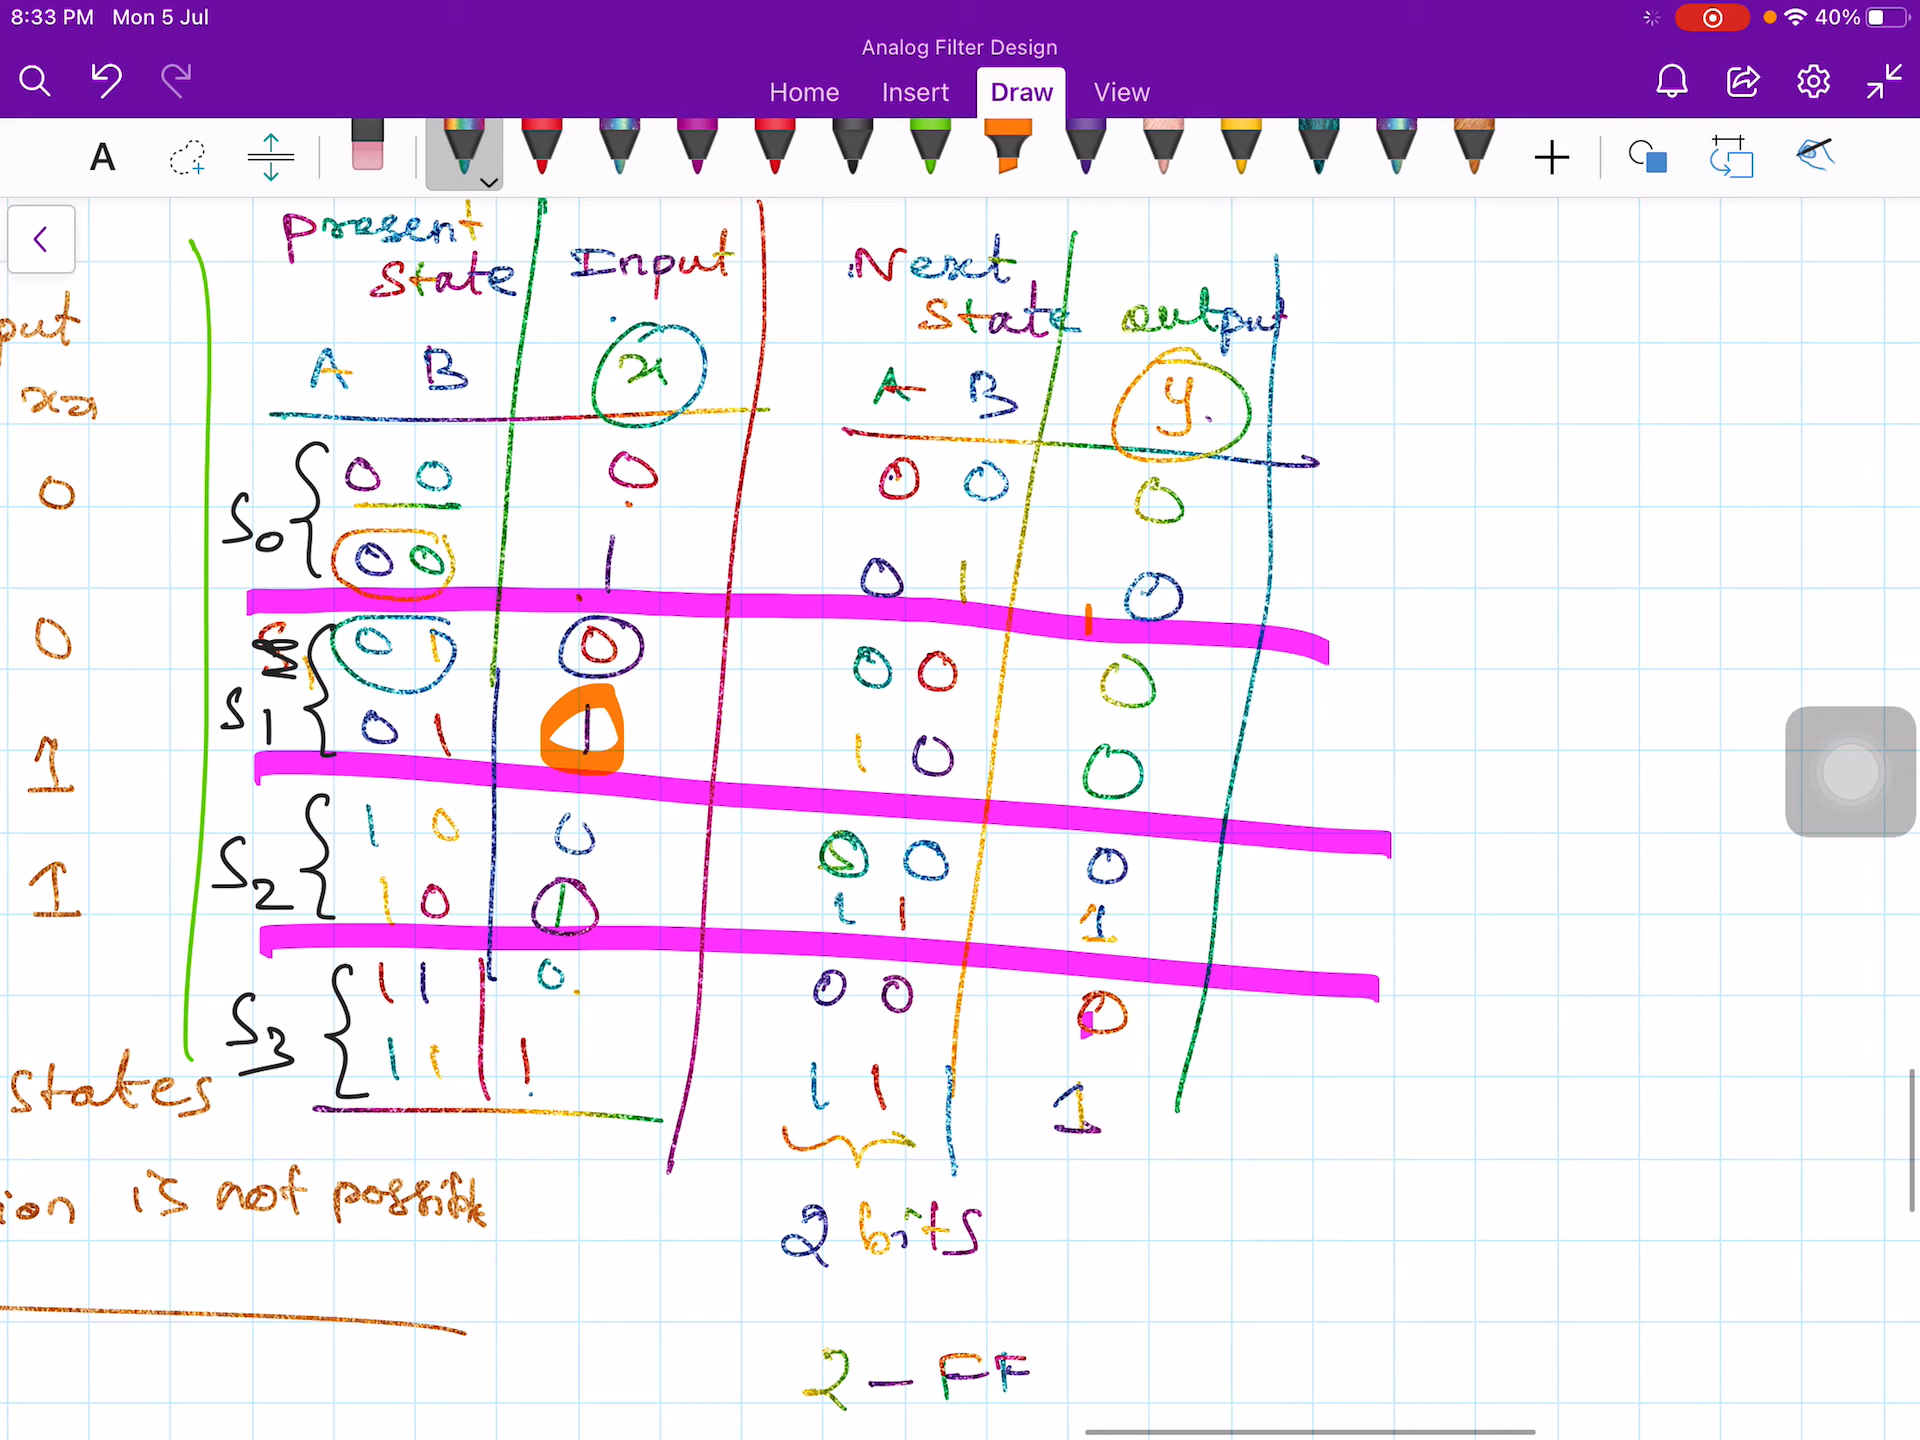 8:33 PM Mon 5 Jul
40%
Analog Filter Design
Home Insert Draw View
A
Present State Input Next State output
put
A B x A B y
0 0 0 0 0 0
0
S0
0 0 1 0 1 0
0 0 1 0 0 0 0
S1
0 1 1 1 0 0
1
1 0 0 0 0 0
S2
1 1 0 1 1 1 1
1 1 0 0 0 0
S3
1 1 1 1 1 1
states
ion is not possible
2 bits
2 - FF